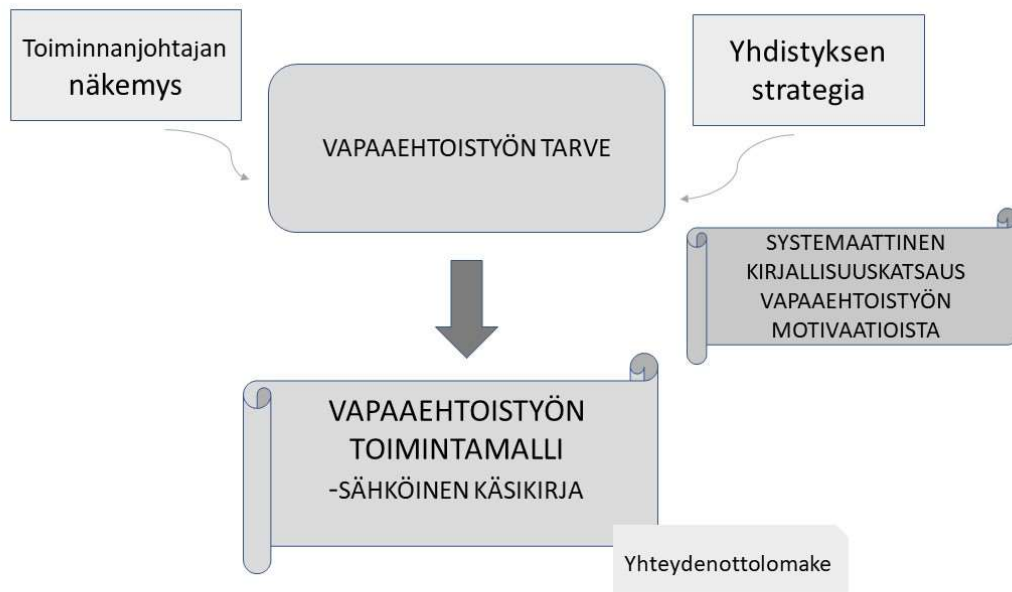 Toiminnanjohtajan
näkemys
Yhdistyksen
strategia
VAPAAEHTOISTYÖN TARVE
SYSTEMAATTINEN
KIRJALLISUUSKATSAUS
VAPAAEHTOISTYÖN
MOTIVAATIOISTA
VAPAAEHTOISTYÖN
TOIMINTAMALLI
-SÄHKÖINEN KÄSIKIRJA
Yhteydenottolomake